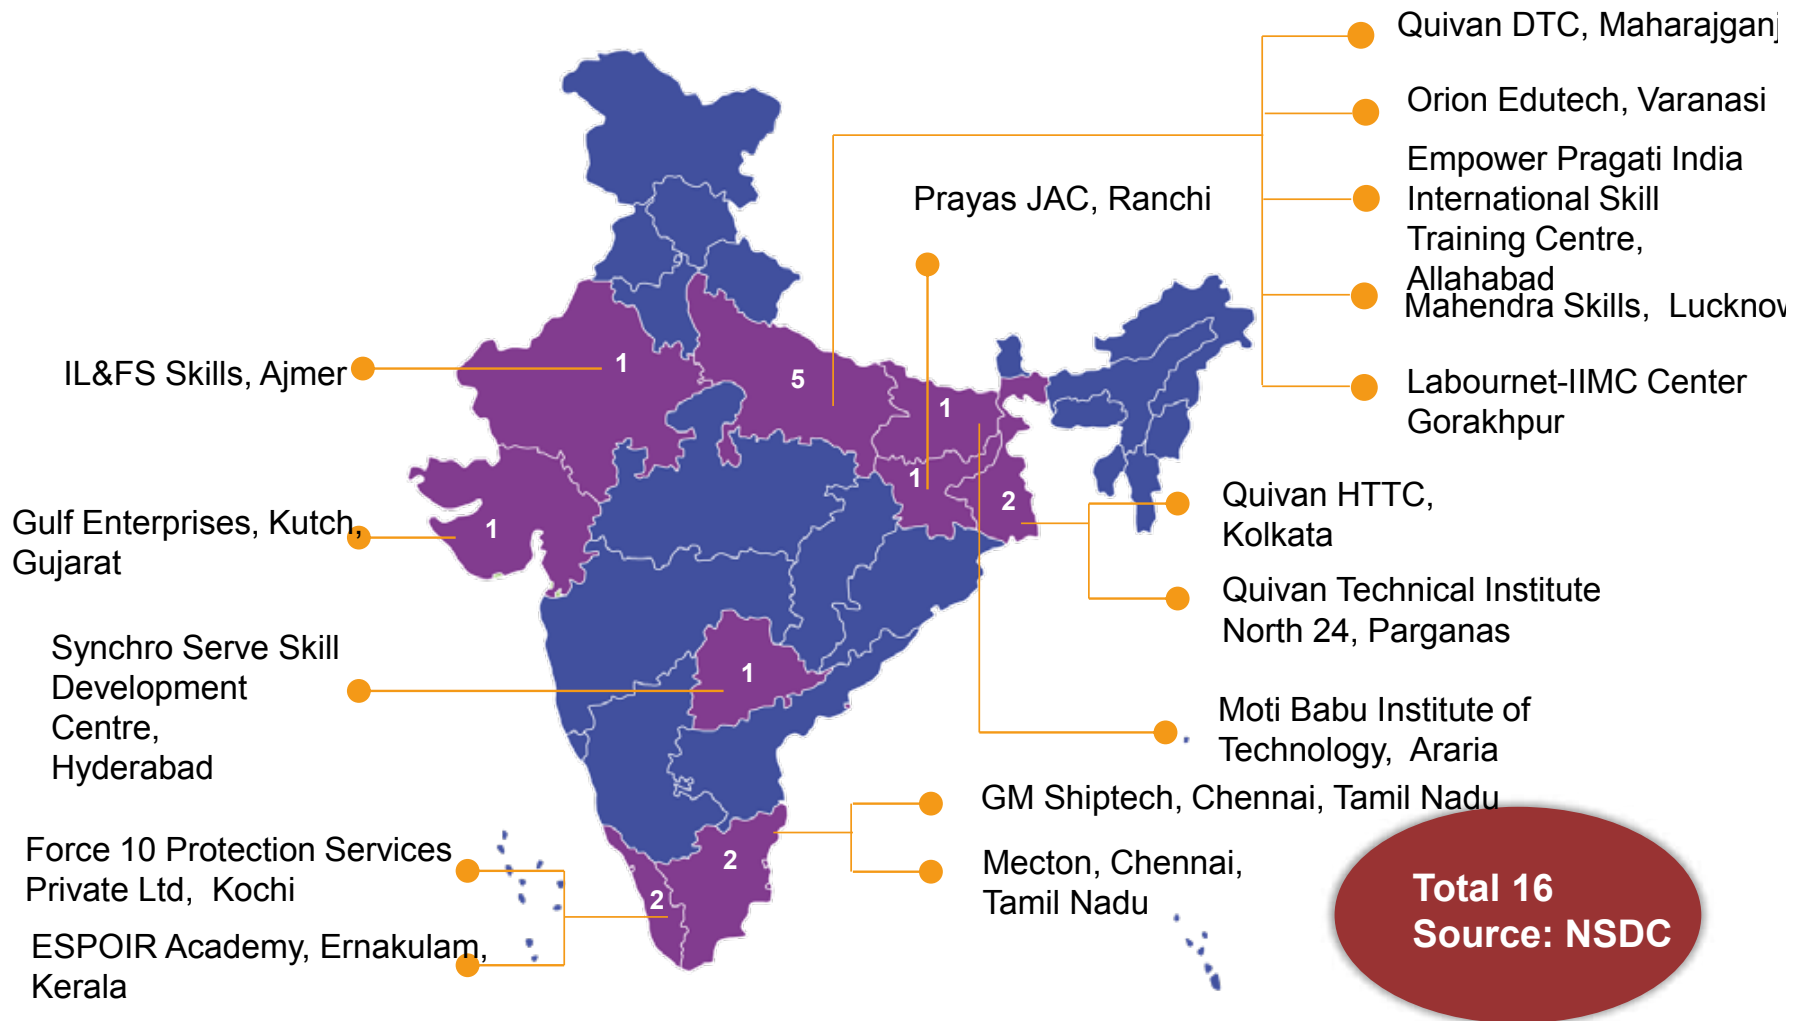 Quivan DTC, Maharajganj
Orion Edutech, Varanasi
Empower Pragati India
International Skill
Training Centre,
Allahabad
Mahendra Skills,  Lucknow
Labournet-IIMC Center
Gorakhpur
Prayas JAC, Ranchi
IL&FS Skills, Ajmer
1
5
1
1
2
1
Gulf Enterprises, Kutch,
Gujarat
Quivan HTTC,
Kolkata
Quivan Technical Institute
North 24, Parganas
Synchro Serve Skill
Development
Centre,
Hyderabad
1
Moti Babu Institute of
Technology,  Araria
GM Shiptech, Chennai, Tamil Nadu
Mecton, Chennai,
Tamil Nadu
2
2
Force 10 Protection Services
Private Ltd,  Kochi
ESPOIR Academy, Ernakulam,
Kerala
Total 16
Source: NSDC